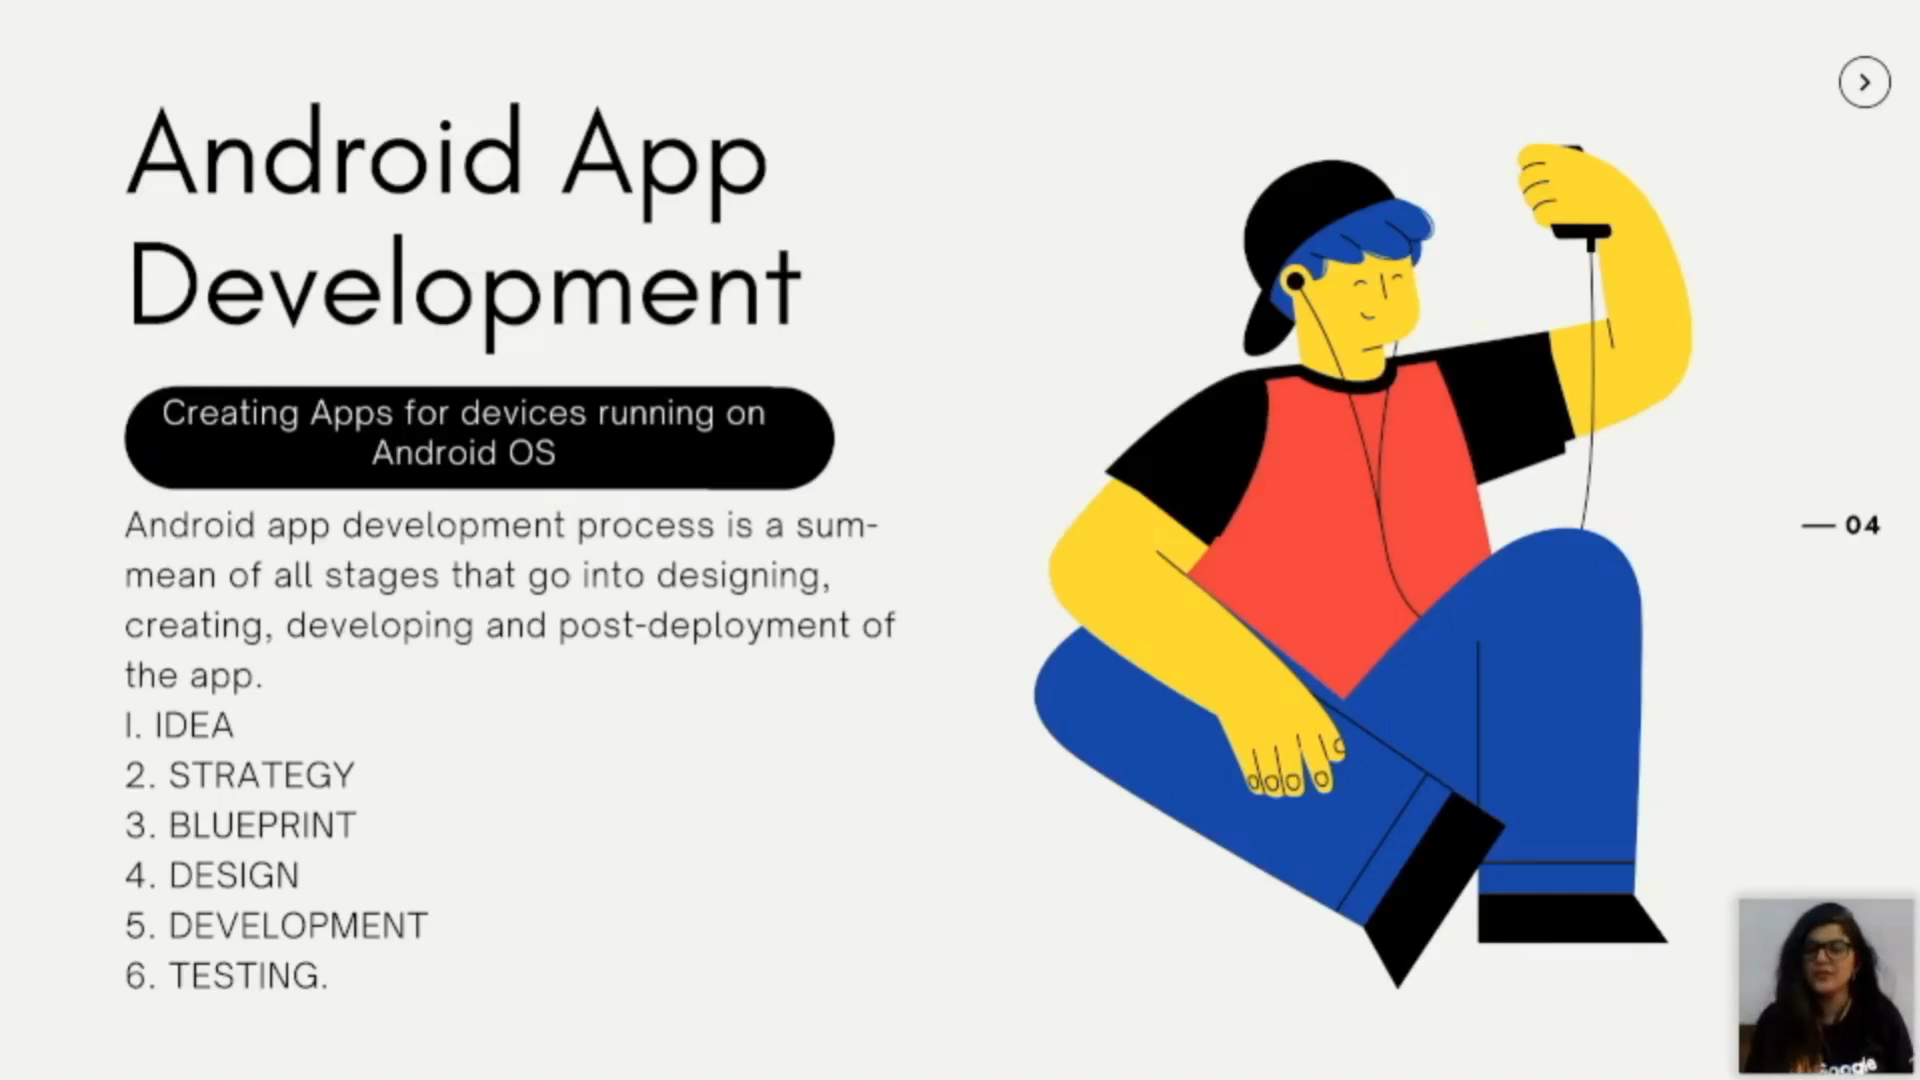 Android App
Development
Creating Apps for devices running on
Android OS
Android app development process is a sum-
mean of all stages that go into designing,
creating, developing and post-deployment of
the app.
1. IDEA
2. STRATEGY
3. BLUEPRINT
4. DESIGN
5. DEVELOPMENT
6. TESTING.
— 04
Google